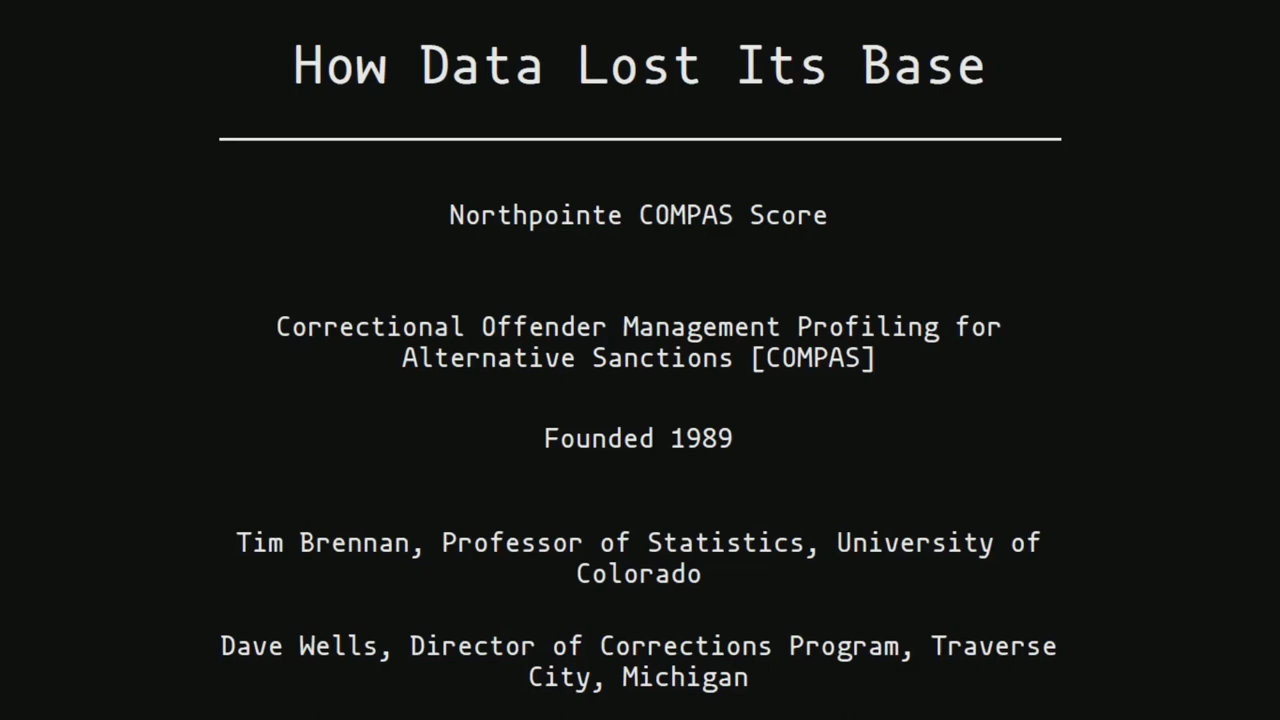 How Data Lost Its Base
Northpointe COMPAS Score
Correctional Offender Management Profiling for
Alternative Sanctions [COMPAS]
Founded 1989
Tim Brennan, Professor of Statistics, University of
Colorado
Dave Wells, Director of Corrections Program, Traverse
City, Michigan